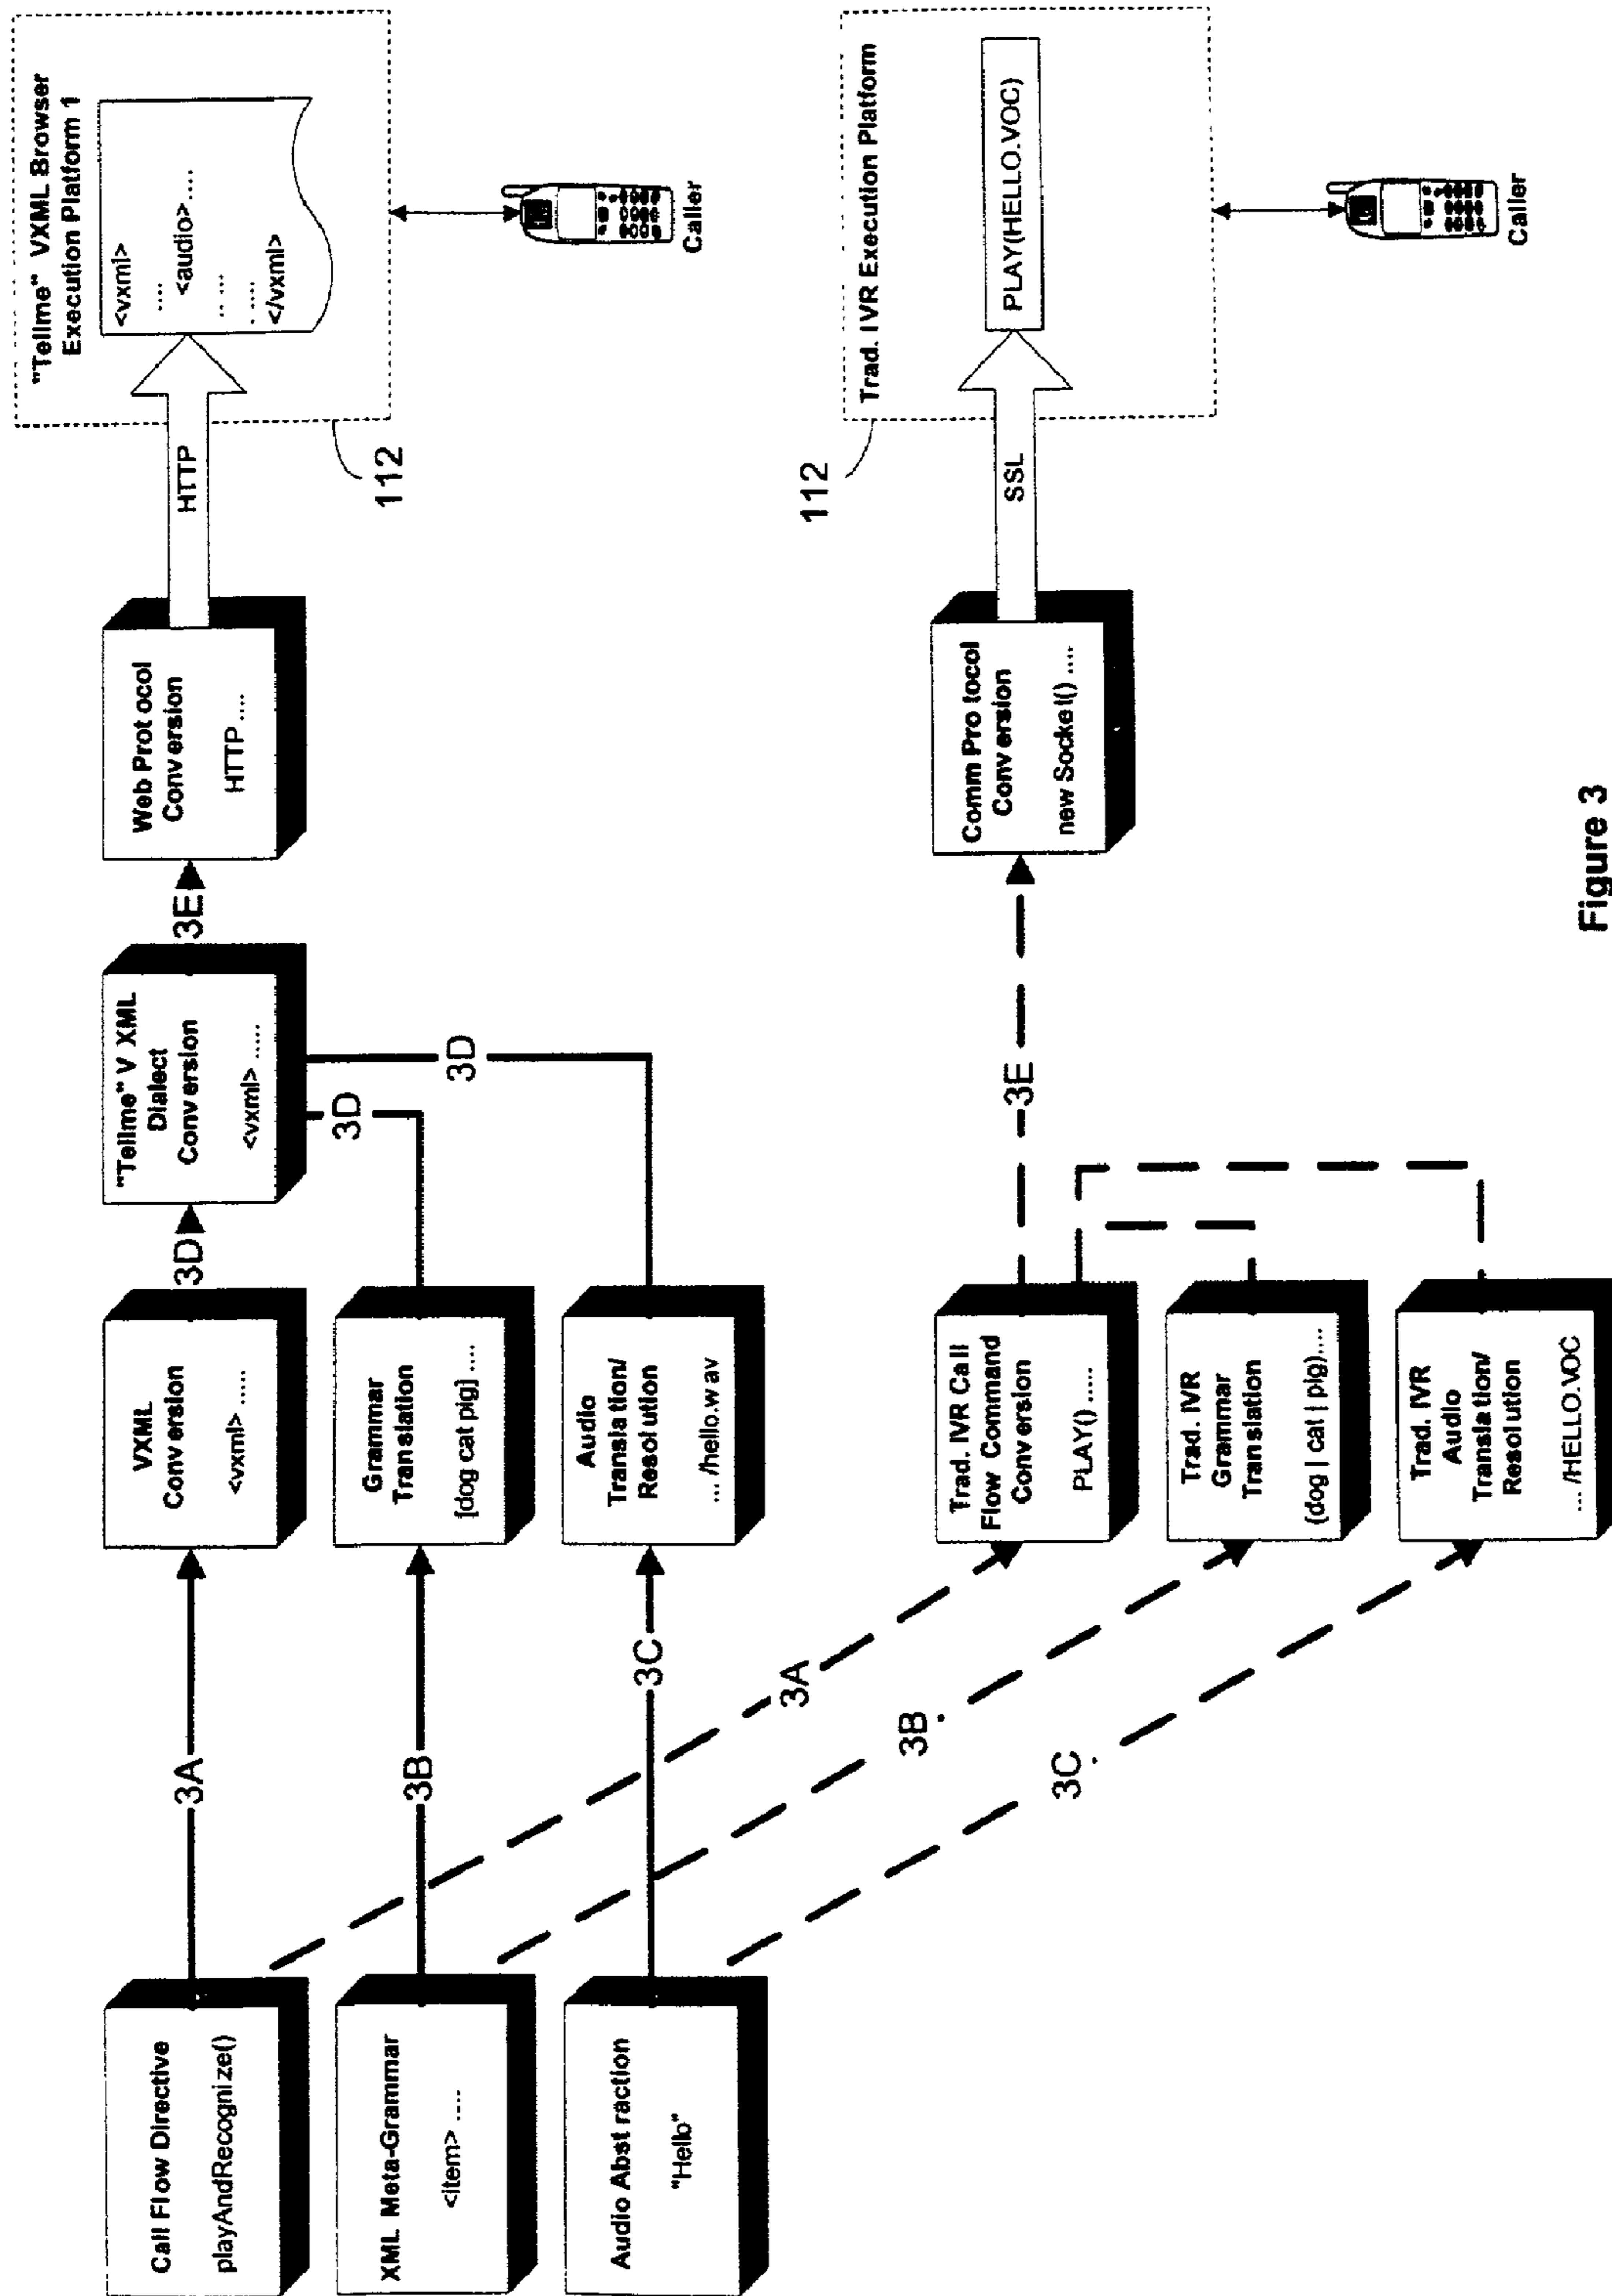 Call Flow Directive
playAndRecognize()
XML Meta-Grammar
<item> ....
Audio Abst raction
"Hello"
3A
3B
3C
3A
3B
3C
VXML
Conversion
<vxml> .....
Grammar
Translation
[dog cat pig] ....
Audio
Translation/
Resolution
... /hello.wav
3D
3D
3D
"Tellme" V XML
Dialect
Conversion
<vxml> .....
3E
Web Protocol
Conversion
HTTP ....
HTTP
"Tellme" VXML Browser
Execution Platform 1
<vxml>
....
<audio>....
.. ...
. .....
</vxml>
112
Caller
Trad. IVR Call
Flow Command
Conversion
PLAY() .....
Trad. IVR
Grammar
Translation
(dog | cat | pig)...
Trad. IVR
Audio
Translation/
Resolution
... /HELLO.VOC
3E
Comm Protocol
Conversion
new Socket() ....
SSL
112
Trad. IVR Execution Platform
PLAY(HELLO.VOC)
Caller
Figure 3